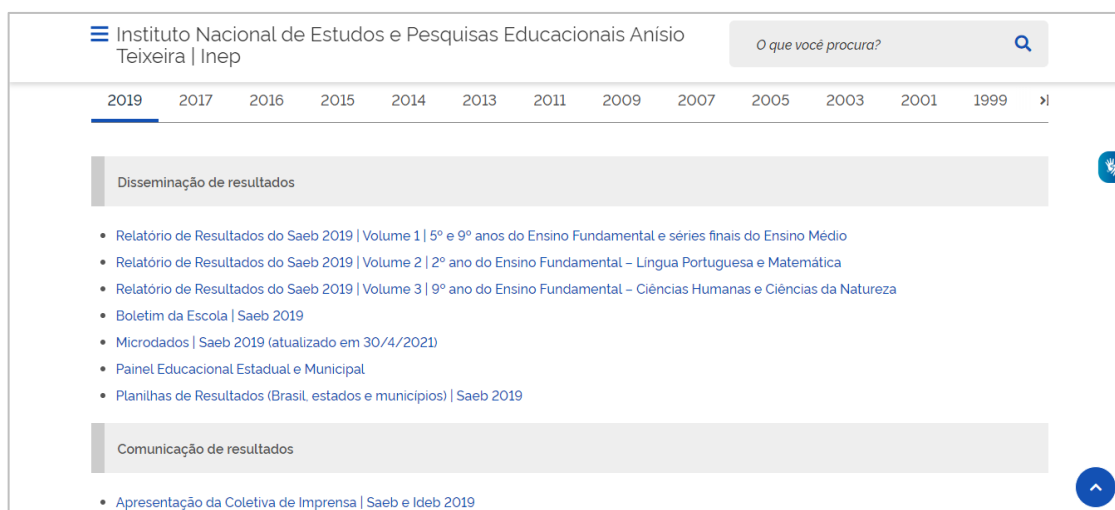 Instituto Nacional de Estudos e Pesquisas Educacionais Anísio
Teixeira | Inep
O que você procura?
2019 2017 2016 2015 2014 2013 2011 2009 2007 2005 2003 2001 1999
Disseminação de resultados
• Relatório de Resultados do Saeb 2019 | Volume 1 | 5º e 9º anos do Ensino Fundamental e séries finais do Ensino Médio
• Relatório de Resultados do Saeb 2019 | Volume 2 | 2º ano do Ensino Fundamental – Língua Portuguesa e Matemática
• Relatório de Resultados do Saeb 2019 | Volume 3 | 9º ano do Ensino Fundamental – Ciências Humanas e Ciências da Natureza
• Boletim da Escola | Saeb 2019
• Microdados | Saeb 2019 (atualizado em 30/4/2021)
• Painel Educacional Estadual e Municipal
• Planilhas de Resultados (Brasil, estados e municípios) | Saeb 2019
Comunicação de resultados
• Apresentação da Coletiva de Imprensa | Saeb e Ideb 2019